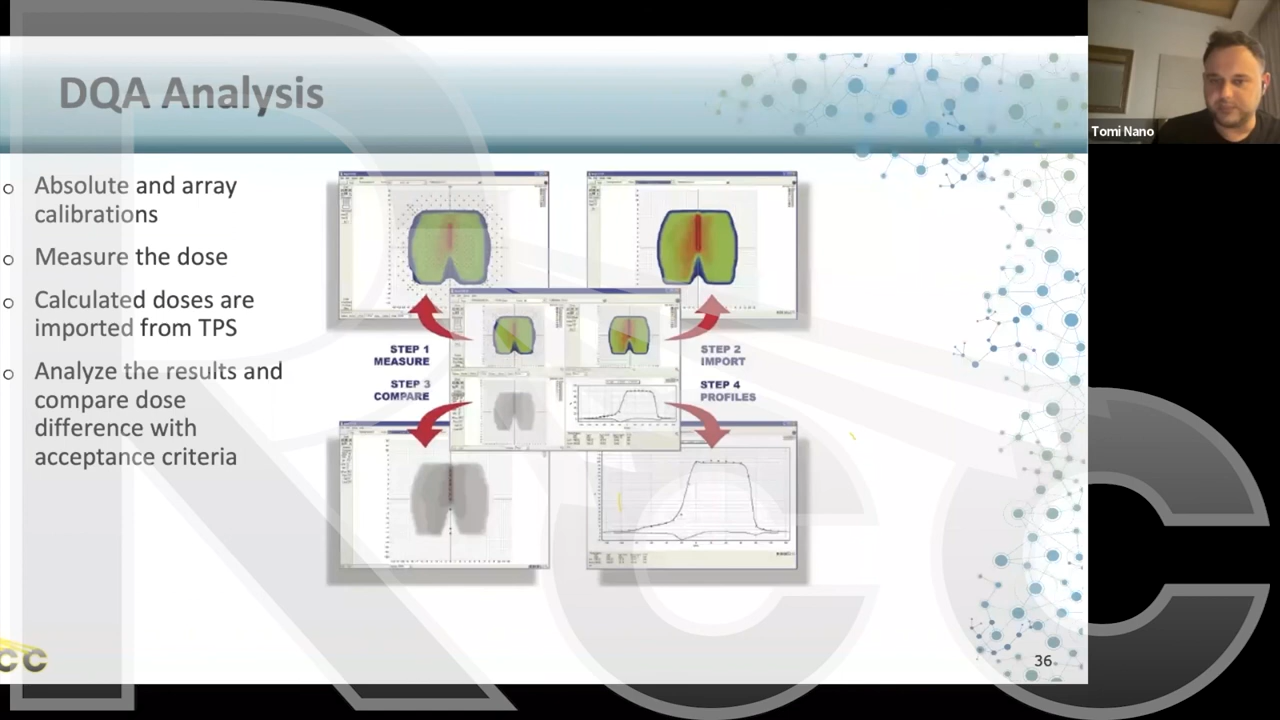 DQA Analysis
Tomi Nano
Absolute and array
calibrations
Measure the dose
Calculated doses are
imported from TPS
Analyze the results and
compare dose
difference with
acceptance criteria
STEP 1
MEASURE
STEP 2
IMPORT
STEP 3
COMPARE
STEP 4
PROFILES
CC
36
Rcc